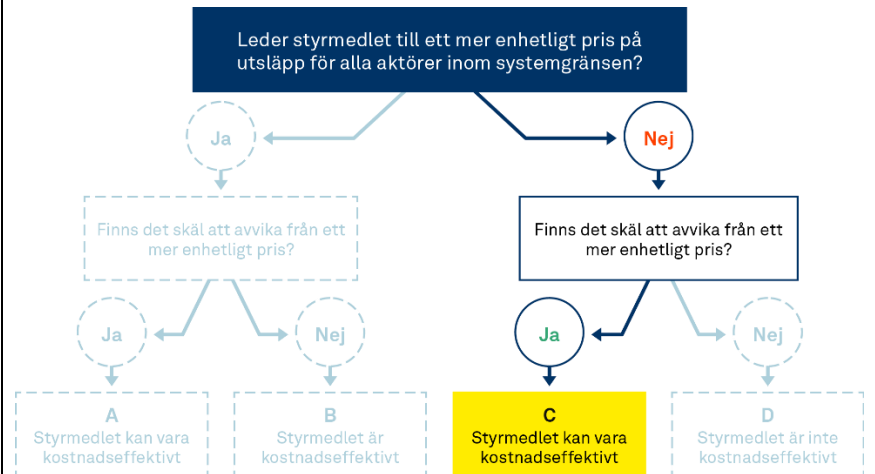 Leder styrmedlet till ett mer enhetligt pris på
utsläpp för alla aktörer inom systemgränsen?
Ja
Nej
Finns det skäl att avvika från ett
mer enhetligt pris?
Finns det skäl att avvika från ett
mer enhetligt pris?
Ja
Nej
Ja
Nej
A
Styrmedlet kan vara
kostnadseffektivt
B
Styrmedlet är
kostnadseffektivt
C
Styrmedlet kan vara
kostnadseffektivt
D
Styrmedlet är inte
kostnadseffektivt